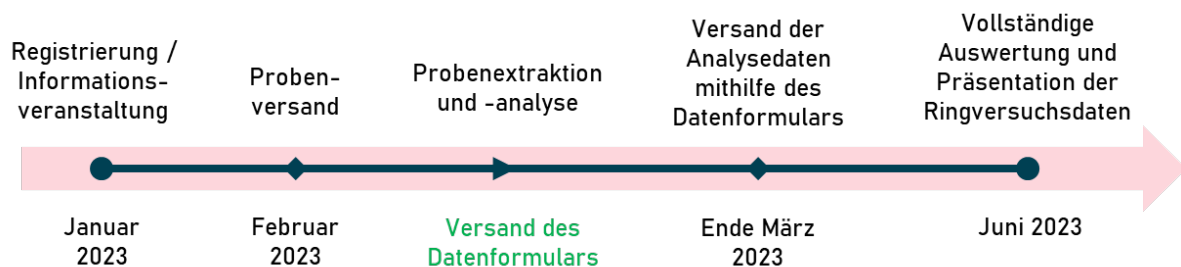 Registrierung /
Informations-
veranstaltung
Proben-
versand
Probenextraktion
und -analyse
Versand der
Analysedaten
mithilfe des
Datenformulars
Vollständige
Auswertung und
Präsentation der
Ringversuchsdaten
Januar
2023
Februar
2023
Versand des
Datenformulars
Ende März
2023
Juni 2023